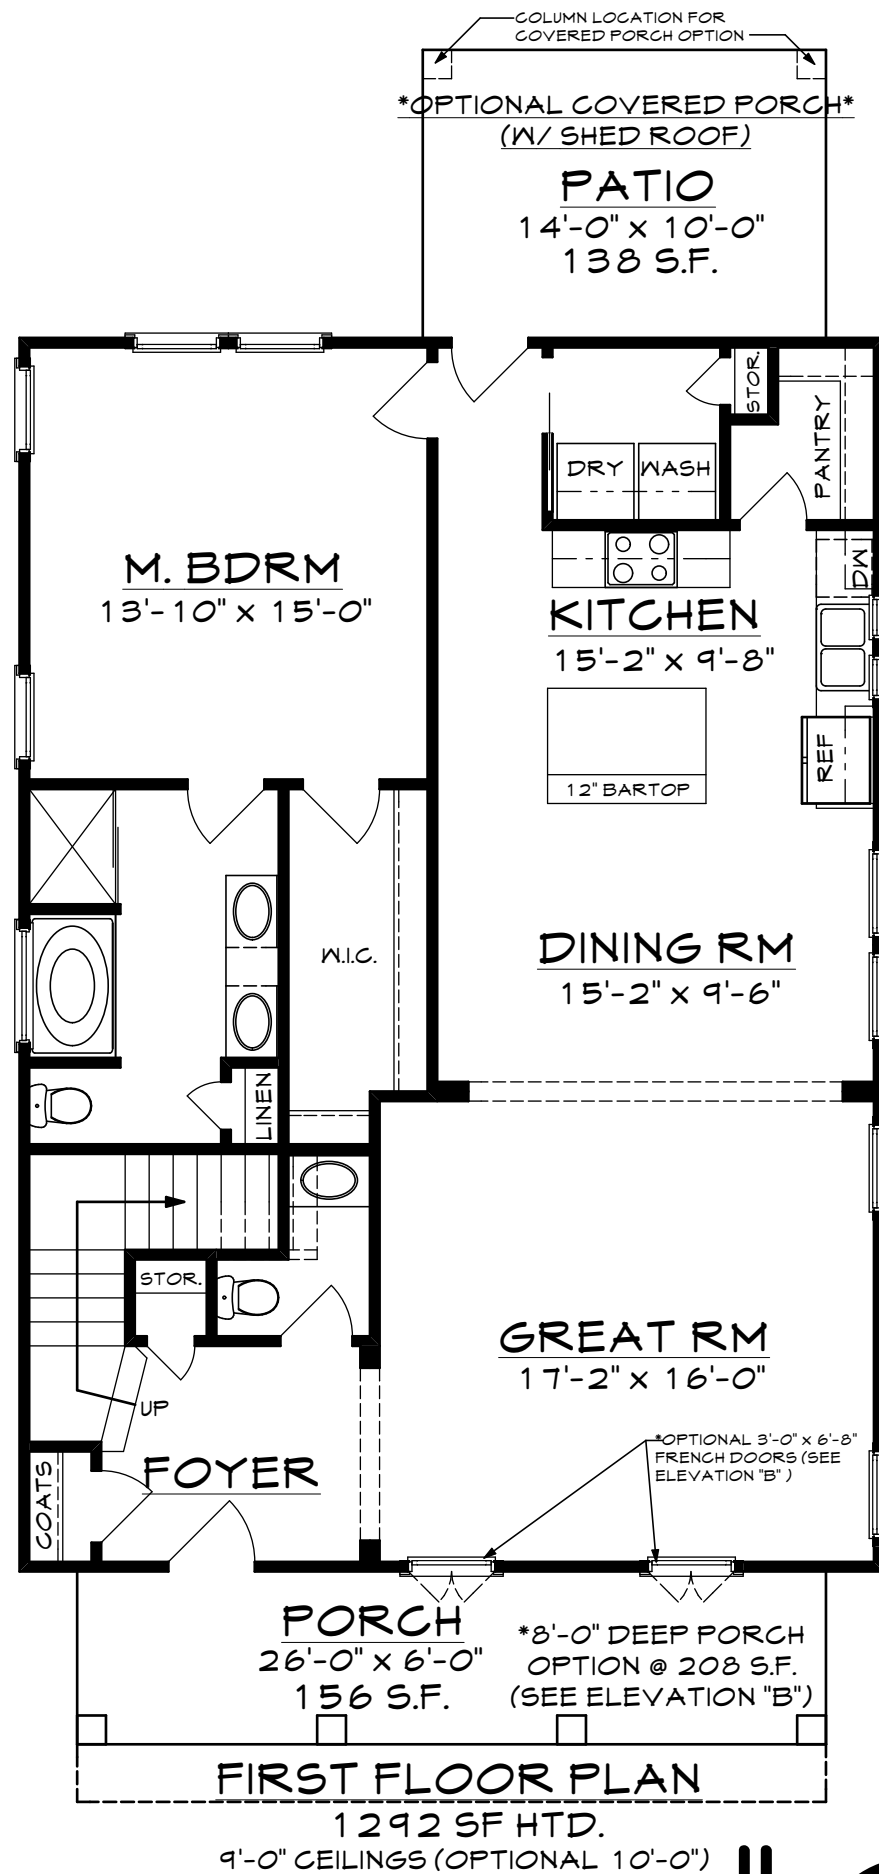 COLUMN LOCATION FOR
COVERED PORCH OPTION
*OPTIONAL COVERED PORCH*
(W/ SHED ROOF)
PATIO
14'-0" x 10'-0"
138 S.F.
STOR.
PANTRY
DRY
WASH
M. BDRM
13'-10" x 15'-0"
DW
KITCHEN
15'-2" x 9'-8"
REF
12" BARTOP
W.I.C.
DINING RM
15'-2" x 9'-6"
LINEN
STOR.
GREAT RM
17'-2" x 16'-0"
UP
*OPTIONAL 3'-0" x 6'-8"
FRENCH DOORS (SEE
ELEVATION "B" )
COATS
FOYER
PORCH
26'-0" x 6'-0"
156 S.F.
*8'-0" DEEP PORCH
OPTION @ 208 S.F.
(SEE ELEVATION "B")
FIRST FLOOR PLAN
1292 SF HTD.
9'-0" CEILINGS (OPTIONAL 10'-0")